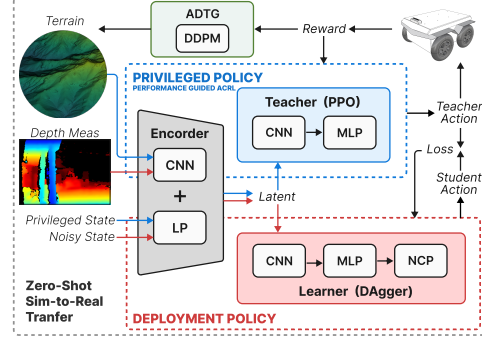 Terrain
ADTG
DDPM
Reward
PRIVILEGED POLICY
PERFORMANCE GUIDED ACRL
Teacher (PPO)
CNN
MLP
Teacher
Action
Depth Meas
Encorder
CNN
+
LP
Latent
Loss
Student
Action
Privileged State
Noisy State
CNN
MLP
NCP
Learner (DAgger)
Zero-Shot
Sim-to-Real
Tranfer
DEPLOYMENT POLICY